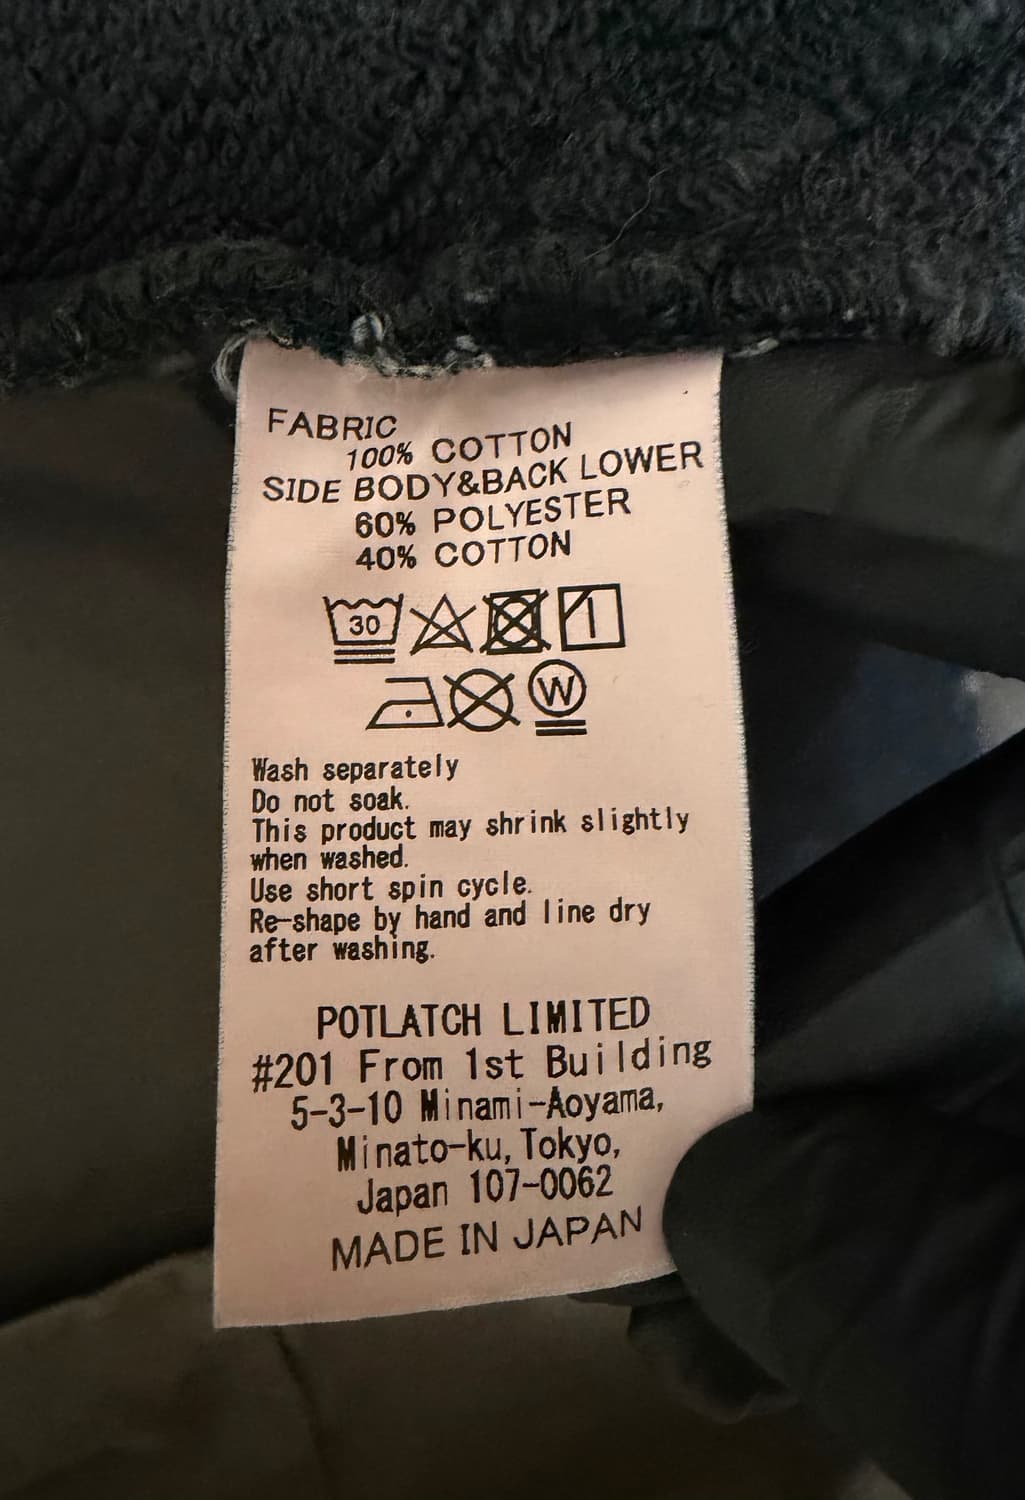 FABRIC
100% COTTON
SIDE BODY&BACK LOWER
60% POLYESTER
40% COTTON
30
W
Wash separately
Do not soak.
This product may shrink slightly
when washed.
Use short spin cycle.
Re-shape by hand and line dry
after washing.
POTLATCH LIMITED
#201 From 1st Building
5-3-10 Minami-Aoyama,
Minato-ku, Tokyo,
Japan 107-0062
MADE IN JAPAN